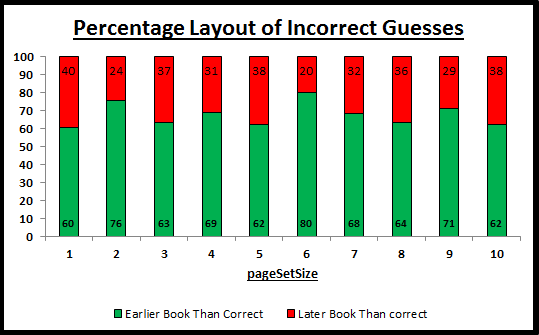 Percentage Layout of Incorrect Guesses
100
90
80
70
60
50
40
30
20
10
0
40 24 37 31 38 20 32 36 29 38
60 76 63 69 62 80 68 64 71 62
1 2 3 4 5 6 7 8 9 10
pageSetSize
Earlier Book Than Correct Later Book Than correct